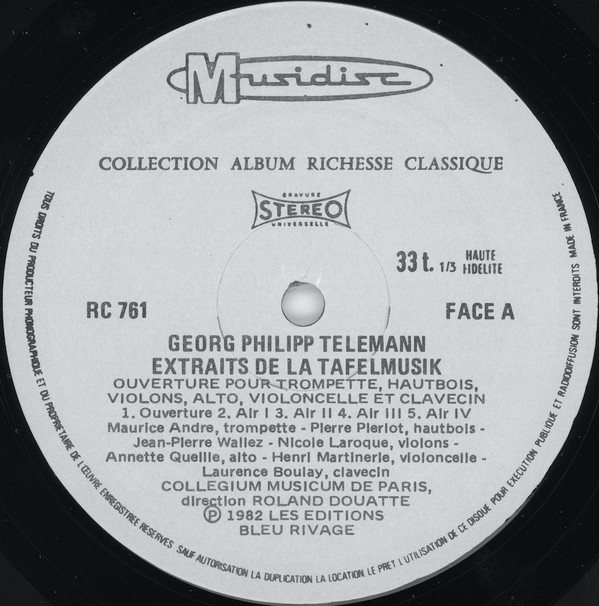 Musidisc
COLLECTION ALBUM RICHESSE CLASSIQUE
GRAVURE
STEREO
UNIVERSELLE
33 t. 1/3 HAUTE FIDELITE
RC 761
FACE A
GEORG PHILIPP TELEMANN
EXTRAITS DE LA TAFELMUSIK
OUVERTURE POUR TROMPETTE, HAUTBOIS,
VIOLONS, ALTO, VIOLONCELLE ET CLAVECIN
1. Ouverture 2. Air I 3. Air II 4. Air III 5. Air IV
Maurice Andre, trompette - Pierre Pierlot, hautbois -
Jean-Pierre Wallez - Nicole Laroque, violons -
Annette Queille, alto - Henri Martinerie, violoncelle -
Laurence Boulay, clavecin
COLLEGIUM MUSICUM DE PARIS,
direction ROLAND DOUATTE
Ⓟ 1982 LES EDITIONS
BLEU RIVAGE
TOUS DROITS DU PRODUCTEUR PHONOGRAPHIQUE ET DU PROPRIETAIRE DE L'ŒUVRE ENREGISTREE RESERVES SAUF AUTORISATION LA DUPLICATION LA LOCATION LE PRET L'UTILISATION DE CE DISQUE POUR EXECUTION PUBLIQUE ET RADIODIFFUSION SONT INTERDITS MADE IN FRANCE